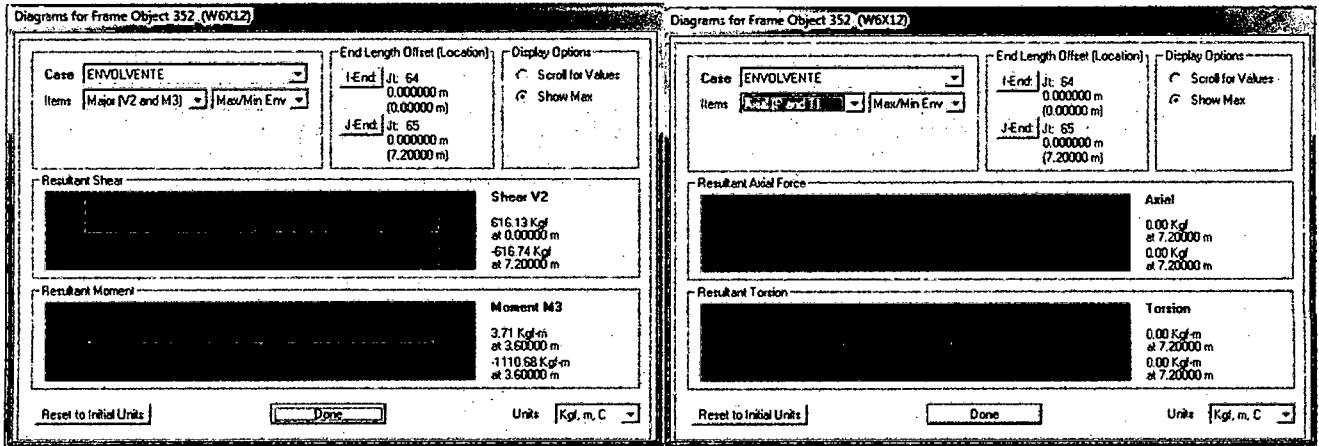 Diagrams for Frame Object 352 (W6X12)
Case ENVOLVENTE
Items Major (V2 and M3) Max/Min Env
End Length Offset (Location)
I-End: Jt: 64
0.000000 m
(0.00000 m)
J-End: Jt: 65
0.000000 m
(7.20000 m)
Display Options
Scroll for Values
Show Max
Resultant Shear
Shear V2
616.13 Kgf
at 0.00000 m
-616.74 Kgf
at 7.20000 m
Resultant Moment
Moment M3
3.71 Kgf-m
at 3.60000 m
-1110.68 Kgf-m
at 3.60000 m
Reset to Initial Units
Done
Units Kgf, m, C
Diagrams for Frame Object 352 (W6X12)
Case ENVOLVENTE
Items Axial (P and T) Max/Min Env
End Length Offset (Location)
I-End: Jt: 64
0.000000 m
(0.00000 m)
J-End: Jt: 65
0.000000 m
(7.20000 m)
Display Options
Scroll for Values
Show Max
Resultant Axial Force
Axial
0.00 Kgf
at 7.20000 m
0.00 Kgf
at 7.20000 m
Resultant Torsion
Torsion
0.00 Kgf-m
at 7.20000 m
0.00 Kgf-m
at 7.20000 m
Reset to Initial Units
Done
Units Kgf, m, C